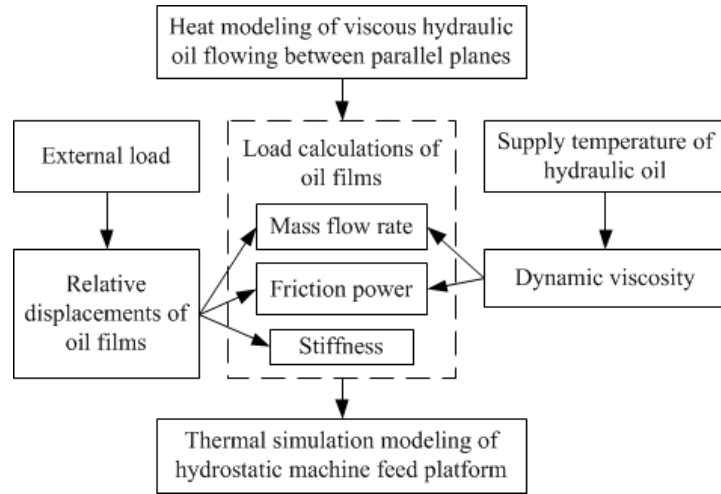 Heat modeling of viscous hydraulic
oil flowing between parallel planes
External load
Load calculations of
oil films
Supply temperature of
hydraulic oil
Mass flow rate
Friction power
Stiffness
Relative
displacements of
oil films
Dynamic viscosity
Thermal simulation modeling of
hydrostatic machine feed platform